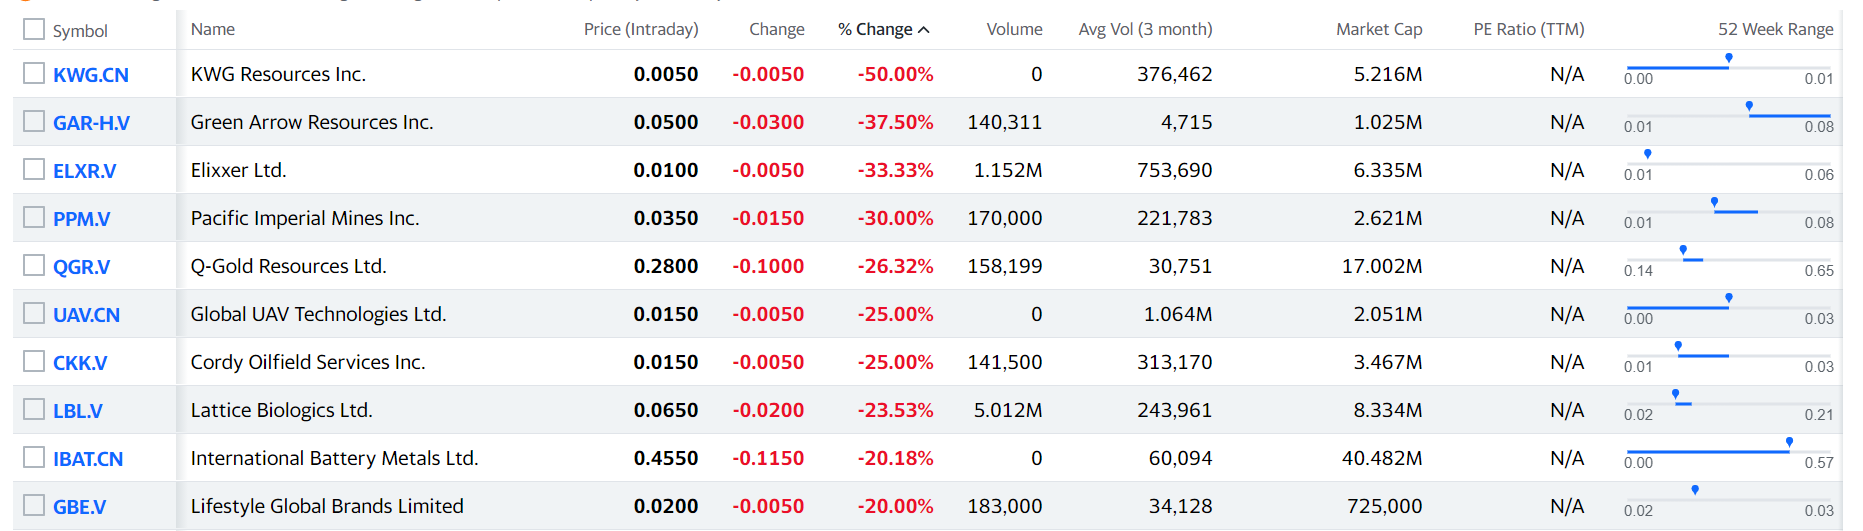 Symbol Name Price (Intraday) Change % Change Volume Avg Vol (3 month) Market Cap PE Ratio (TTM) 52 Week Range
KWG.CN KWG Resources Inc. 0.0050 -0.0050 -50.00% 0 376,462 5.216M N/A 0.00 0.01
GAR-H.V Green Arrow Resources Inc. 0.0500 -0.0300 -37.50% 140,311 4,715 1.025M N/A 0.01 0.08
ELXR.V Elixxer Ltd. 0.0100 -0.0050 -33.33% 1.152M 753,690 6.335M N/A 0.01 0.06
PPM.V Pacific Imperial Mines Inc. 0.0350 -0.0150 -30.00% 170,000 221,783 2.621M N/A 0.01 0.08
QGR.V Q-Gold Resources Ltd. 0.2800 -0.1000 -26.32% 158,199 30,751 17.002M N/A 0.14 0.65
UAV.CN Global UAV Technologies Ltd. 0.0150 -0.0050 -25.00% 0 1.064M 2.051M N/A 0.00 0.03
CKK.V Cordy Oilfield Services Inc. 0.0150 -0.0050 -25.00% 141,500 313,170 3.467M N/A 0.01 0.03
LBL.V Lattice Biologics Ltd. 0.0650 -0.0200 -23.53% 5.012M 243,961 8.334M N/A 0.02 0.21
IBAT.CN International Battery Metals Ltd. 0.4550 -0.1150 -20.18% 0 60,094 40.482M N/A 0.00 0.57
GBE.V Lifestyle Global Brands Limited 0.0200 -0.0050 -20.00% 183,000 34,128 725,000 N/A 0.02 0.03